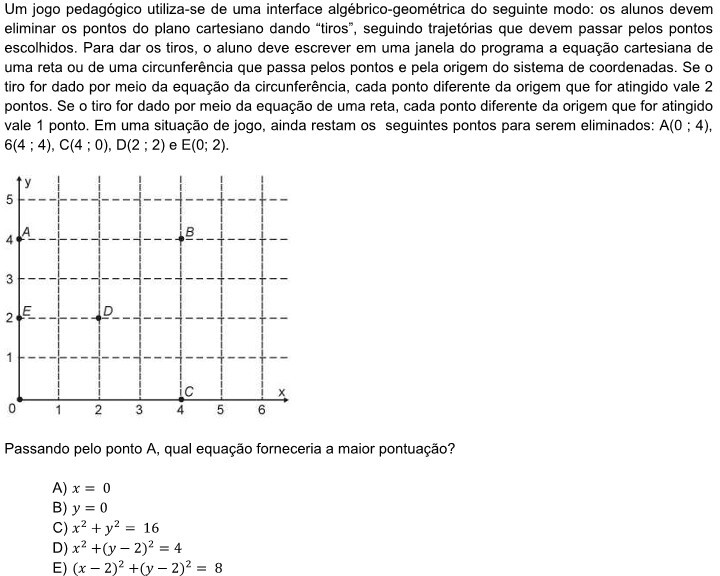 Um jogo pedagógico utiliza-se de uma interface algébrico-geométrica do seguinte modo: os alunos devem
eliminar os pontos do plano cartesiano dando “tiros”, seguindo trajetórias que devem passar pelos pontos
escolhidos. Para dar os tiros, o aluno deve escrever em uma janela do programa a equação cartesiana de
uma reta ou de uma circunferência que passa pelos pontos e pela origem do sistema de coordenadas. Se o
tiro for dado por meio da equação da circunferência, cada ponto diferente da origem que for atingido vale 2
pontos. Se o tiro for dado por meio da equação de uma reta, cada ponto diferente da origem que for atingido
vale 1 ponto. Em uma situação de jogo, ainda restam os seguintes pontos para serem eliminados: A(0 ; 4),
6(4 ; 4), C(4 ; 0), D(2 ; 2) e E(0; 2).
y
5
4 A B
3
2 E D
1
C x
0 1 2 3 4 5 6
Passando pelo ponto A, qual equação forneceria a maior pontuação?
A) x = 0
B) y = 0
C) x² + y² = 16
D) x² +(y − 2)² = 4
E) (x − 2)² +(y − 2)² = 8